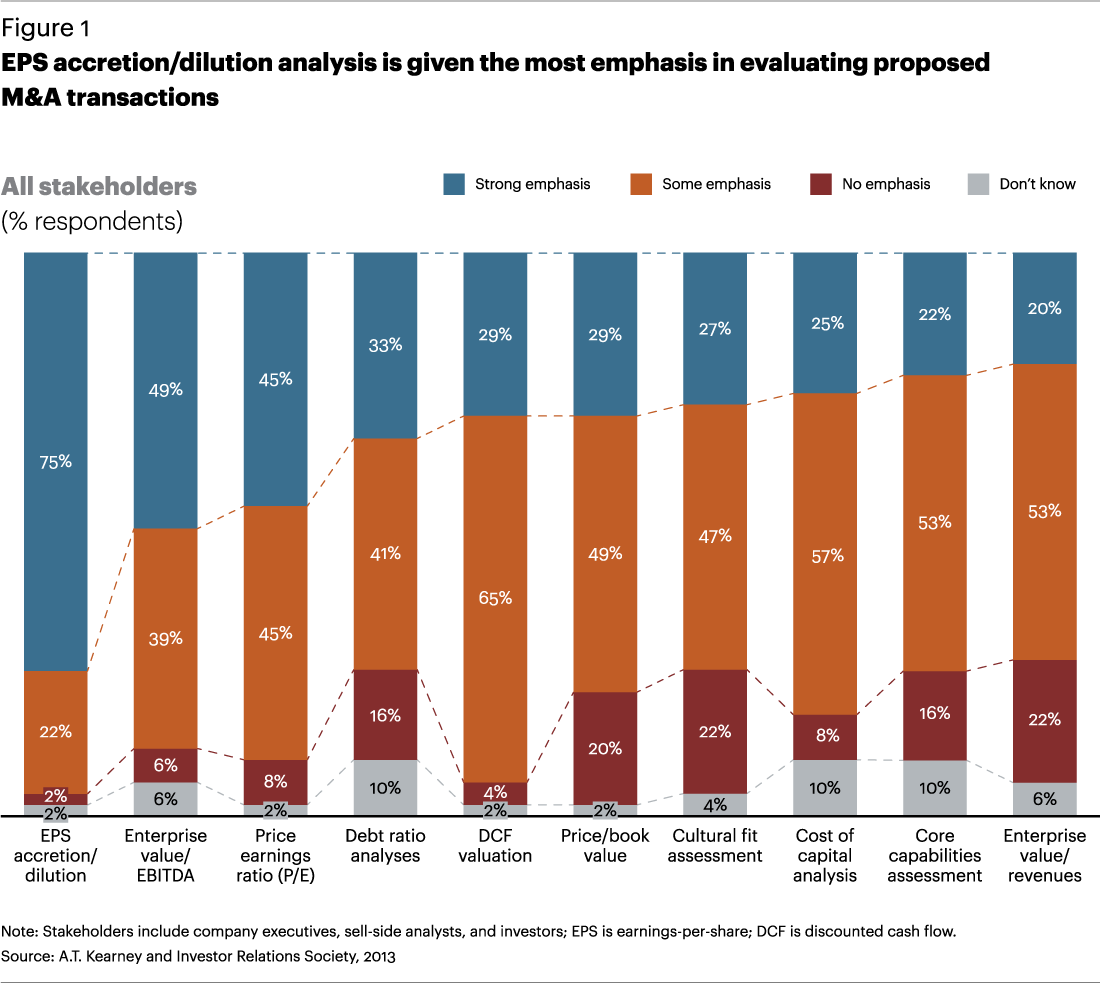 Figure 1
EPS accretion/dilution analysis is given the most emphasis in evaluating proposed
M&A transactions
All stakeholders
(% respondents)
Strong emphasis
Some emphasis
No emphasis
Don’t know
75%
22%
2%
2%
49%
39%
6%
6%
45%
45%
8%
2%
33%
41%
16%
10%
29%
65%
4%
2%
29%
49%
20%
2%
27%
47%
22%
4%
25%
57%
8%
10%
22%
53%
16%
10%
20%
53%
22%
6%
EPS
accretion/
dilution
Enterprise
value/
EBITDA
Price
earnings
ratio (P/E)
Debt ratio
analyses
DCF
valuation
Price/book
value
Cultural fit
assessment
Cost of
capital
analysis
Core
capabilities
assessment
Enterprise
value/
revenues
Note: Stakeholders include company executives, sell-side analysts, and investors; EPS is earnings-per-share; DCF is discounted cash flow.
Source: A.T. Kearney and Investor Relations Society, 2013